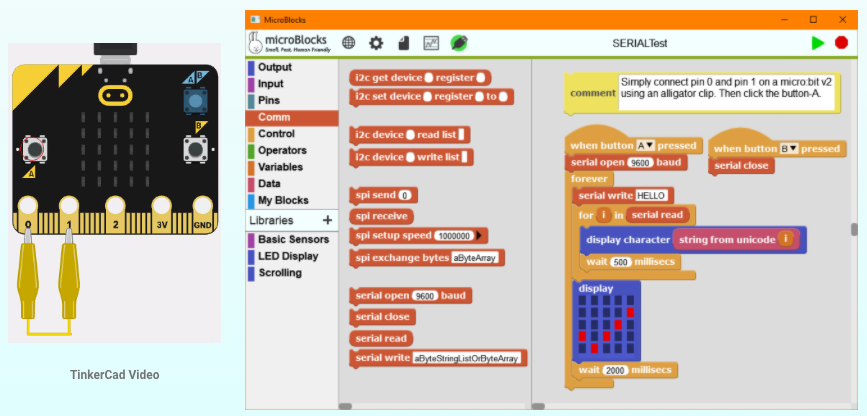 A
B
B
A
0 1 2 3V GND
TinkerCad Video
MicroBlocks
microBlocks
Small, Fast, Human Friendly
SERIALTest
Output
Input
Pins
Comm
Control
Operators
Variables
Data
My Blocks
Libraries +
Basic Sensors
LED Display
Scrolling
i2c get device register
i2c set device register to
i2c device read list
i2c device write list
spi send 0
spi receive
spi setup speed 1000000
spi exchange bytes aByteArray
serial open 9600 baud
serial close
serial read
serial write aByteStringListOrByteArray
comment Simply connect pin 0 and pin 1 on a micro:bit v2
using an alligator clip. Then click the button-A.
when button A pressed
serial open 9600 baud
forever
serial write HELLO
for i in serial read
display character string from unicode i
wait 500 millisecs
display
wait 2000 millisecs
when button B pressed
serial close